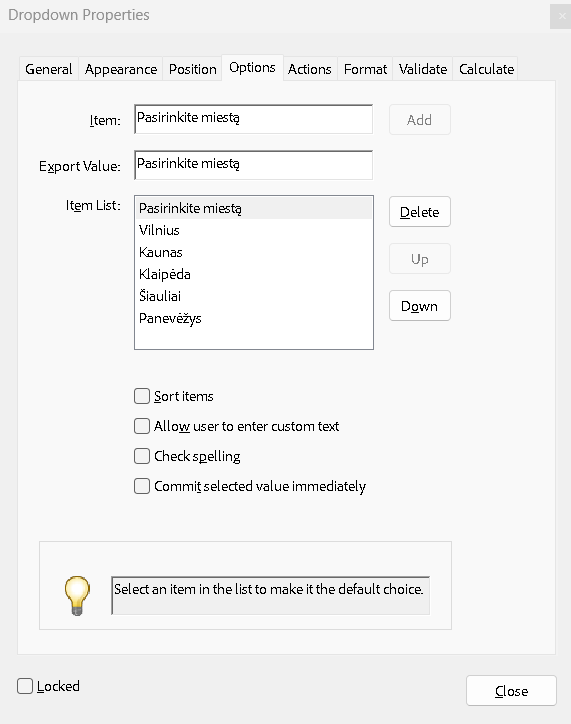 Dropdown Properties
×
General Appearance Position Options Actions Format Validate Calculate
Item: Pasirinkite miestą Add
Export Value: Pasirinkite miestą
Item List: Pasirinkite miestą Delete
Vilnius
Kaunas Up
Klaipėda
Šiauliai Down
Panevėžys
Sort items
Allow user to enter custom text
Check spelling
Commit selected value immediately
Select an item in the list to make it the default choice.
Locked
Close